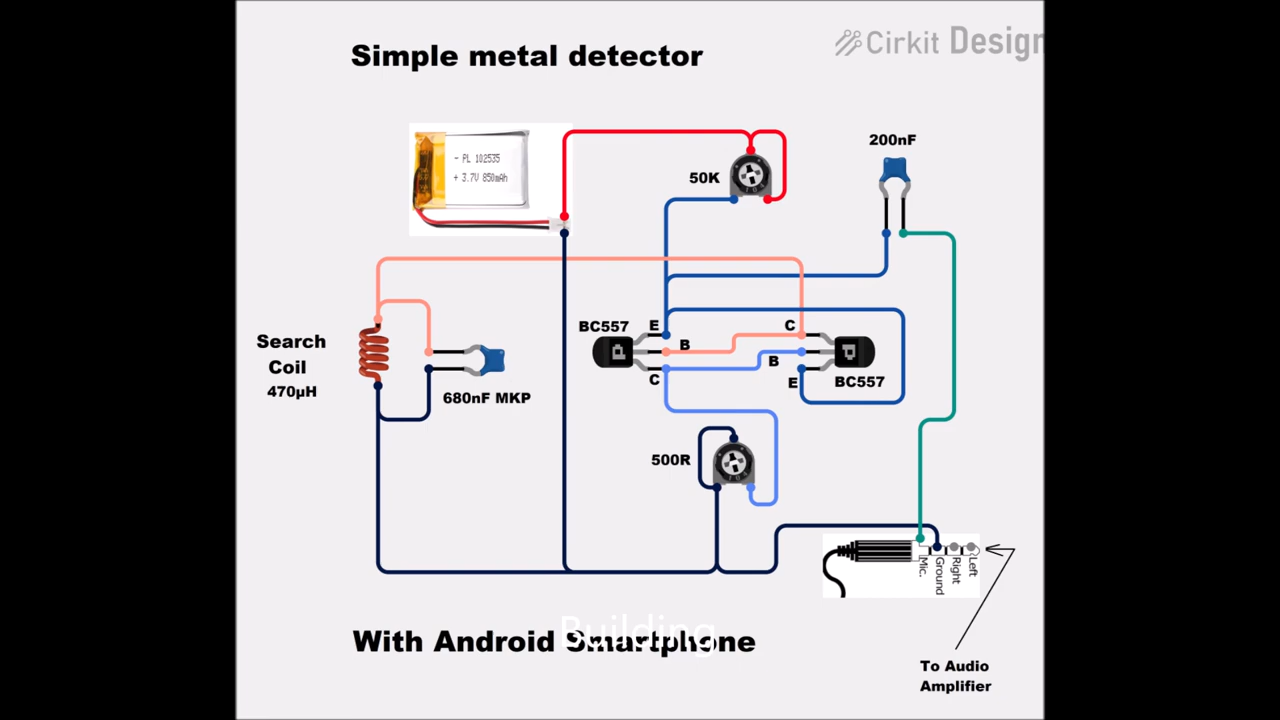 Cirkit Design
Simple metal detector
200nF
- PL 102535
+ 3.7V 850mAh
50K
BC557
E
B
C
C
B
E
BC557
Search
Coil
470µH
680nF MKP
500R
Mic.
Ground
Right
Left
Building
With Android Smartphone
To Audio
Amplifier